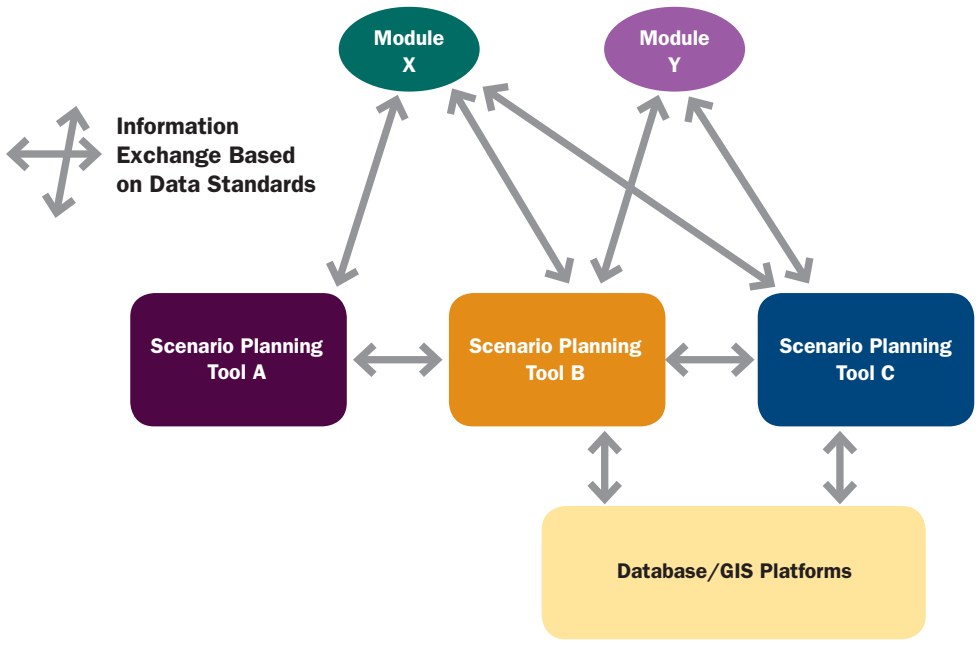 Module
X
Module
Y
Information
Exchange Based
on Data Standards
Scenario Planning
Tool A
Scenario Planning
Tool B
Scenario Planning
Tool C
Database/GIS Platforms